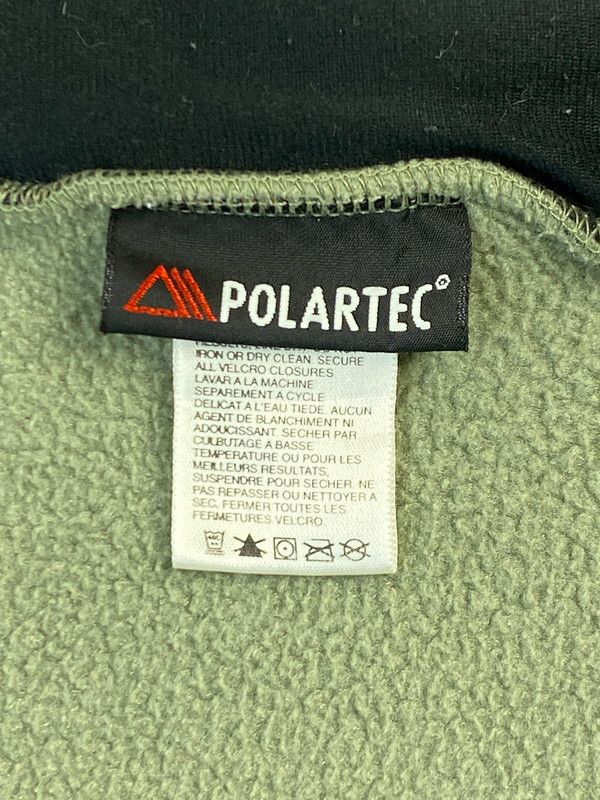 POLARTEC
IRON OR DRY CLEAN. SECURE
ALL VELCRO CLOSURES
LAVAR A LA MACHINE
SEPAREMENT A CYCLE
DELICAT A L'EAU TIEDE. AUCUN
AGENT DE BLANCHIMENT NI
ADOUCISSANT. SECHER PAR
CULBUTAGE A BASSE
TEMPERATURE OU POUR LES
MEILLEURS RESULTATS,
SUSPENDRE POUR SECHER. NE
PAS REPASSER OU NETTOYER A
SEC. FERMER TOUTES LES
FERMETURES VELCRO.